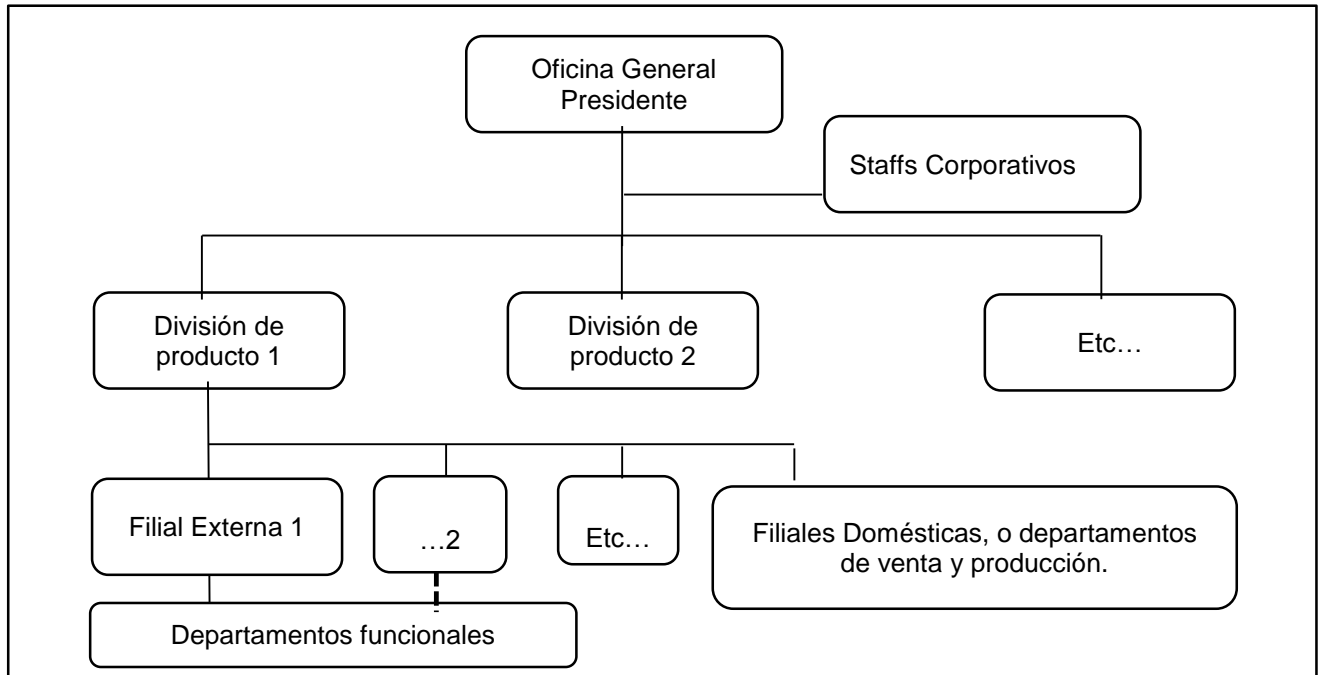 Oficina General
Presidente
Staffs Corporativos
División de
producto 1
División de
producto 2
Etc…
Filial Externa 1
…2
Etc…
Filiales Domésticas, o departamentos
de venta y producción.
Departamentos funcionales